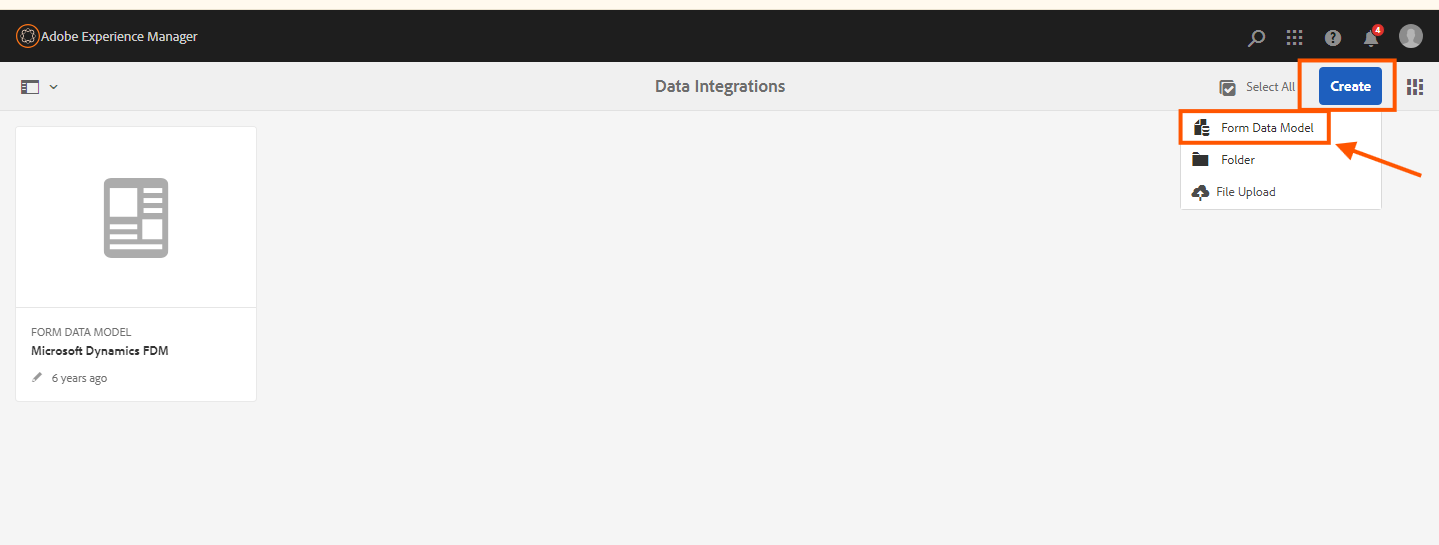 Adobe Experience Manager
4
Data Integrations
Select All
Create
Form Data Model
Folder
File Upload
FORM DATA MODEL
Microsoft Dynamics FDM
6 years ago